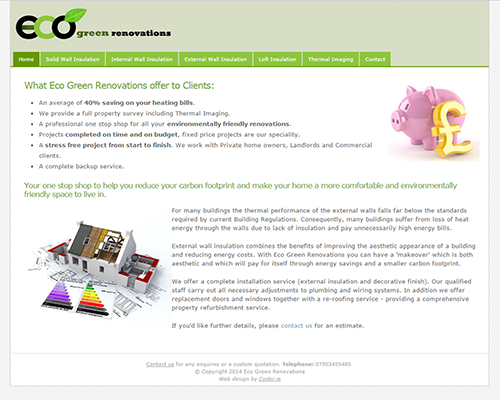 eco green renovations
Home Solid Wall Insulation Internal Wall Insulation External Wall Insulation Loft Insulation Thermal Imaging Contact
What Eco Green Renovations offer to Clients:
An average of 40% saving on your heating bills.
We provide a full property survey including Thermal Imaging.
A professional one stop shop for all your environmentally friendly renovations.
Projects completed on time and on budget, fixed price projects are our speciality.
A stress free project from start to finish. We work with Private home owners, Landlords and Commercial
clients.
A complete backup service.
Your one stop shop to help you reduce your carbon footprint and make your home a more comfortable and environmentally
friendly space to live in.
For many buildings the thermal performance of the external walls falls far below the standards
required by current Building Regulations. Consequently, many buildings suffer from loss of heat
energy through the walls due to lack of insulation and pay unnecessarily high energy bills.
External wall insulation combines the benefits of improving the aesthetic appearance of a building
and reducing energy costs. With Eco Green Renovations you can have a 'makeover' which is both
aesthetic and which will pay for itself through energy savings and a smaller carbon footprint.
We offer a complete installation service (external insulation and decorative finish). Our qualified
staff carry out all necessary adjustments to plumbing and wiring systems. In addition we offer
replacement doors and windows together with a re-roofing service - providing a comprehensive
property refurbishment service.
If you'd like further details, please contact us for an estimate.
Contact us for any enquires or a custom quotation. Telephone: 07903455485
© Copyright 2014 Eco Green Renovations
Web design by Coder.ie